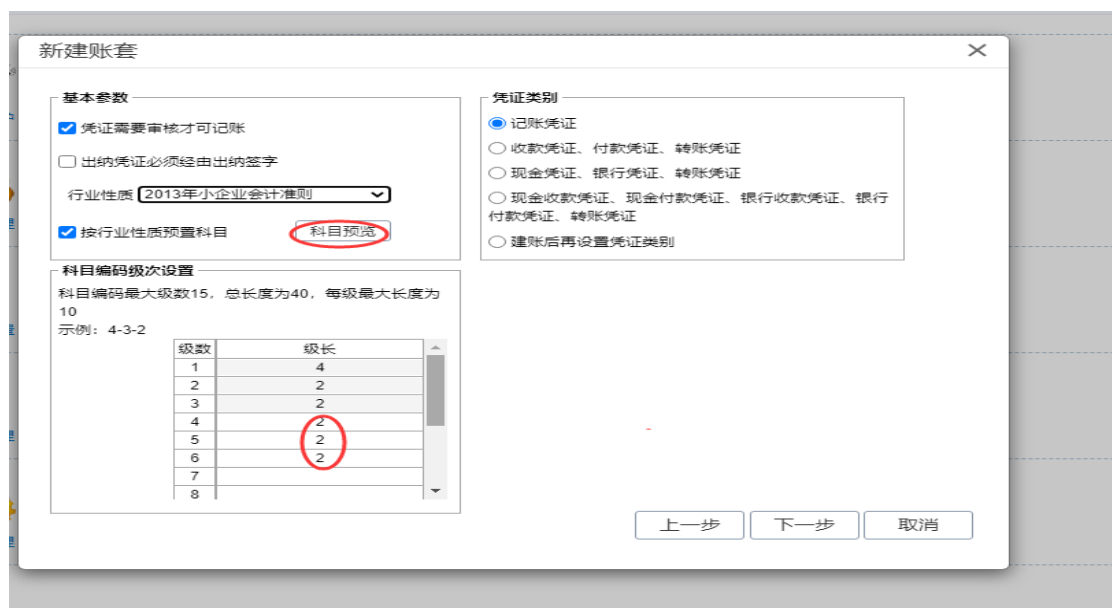 新建账套
基本参数
凭证需要审核才可记账
出纳凭证必须经由出纳签字
行业性质 2013年小企业会计准则
按行业性质预置科目 科目预览
科目编码级次设置
科目编码最大级数15，总长度为40，每级最大长度为
10
示例：4-3-2
级数 级长
1 4
2 2
3 2
4 2
5 2
6 2
7
8
凭证类别
记账凭证
收款凭证、付款凭证、转账凭证
现金凭证、银行凭证、转账凭证
现金收款凭证、现金付款凭证、银行收款凭证、银行
付款凭证、转账凭证
建账后再设置凭证类别
上一步 下一步 取消